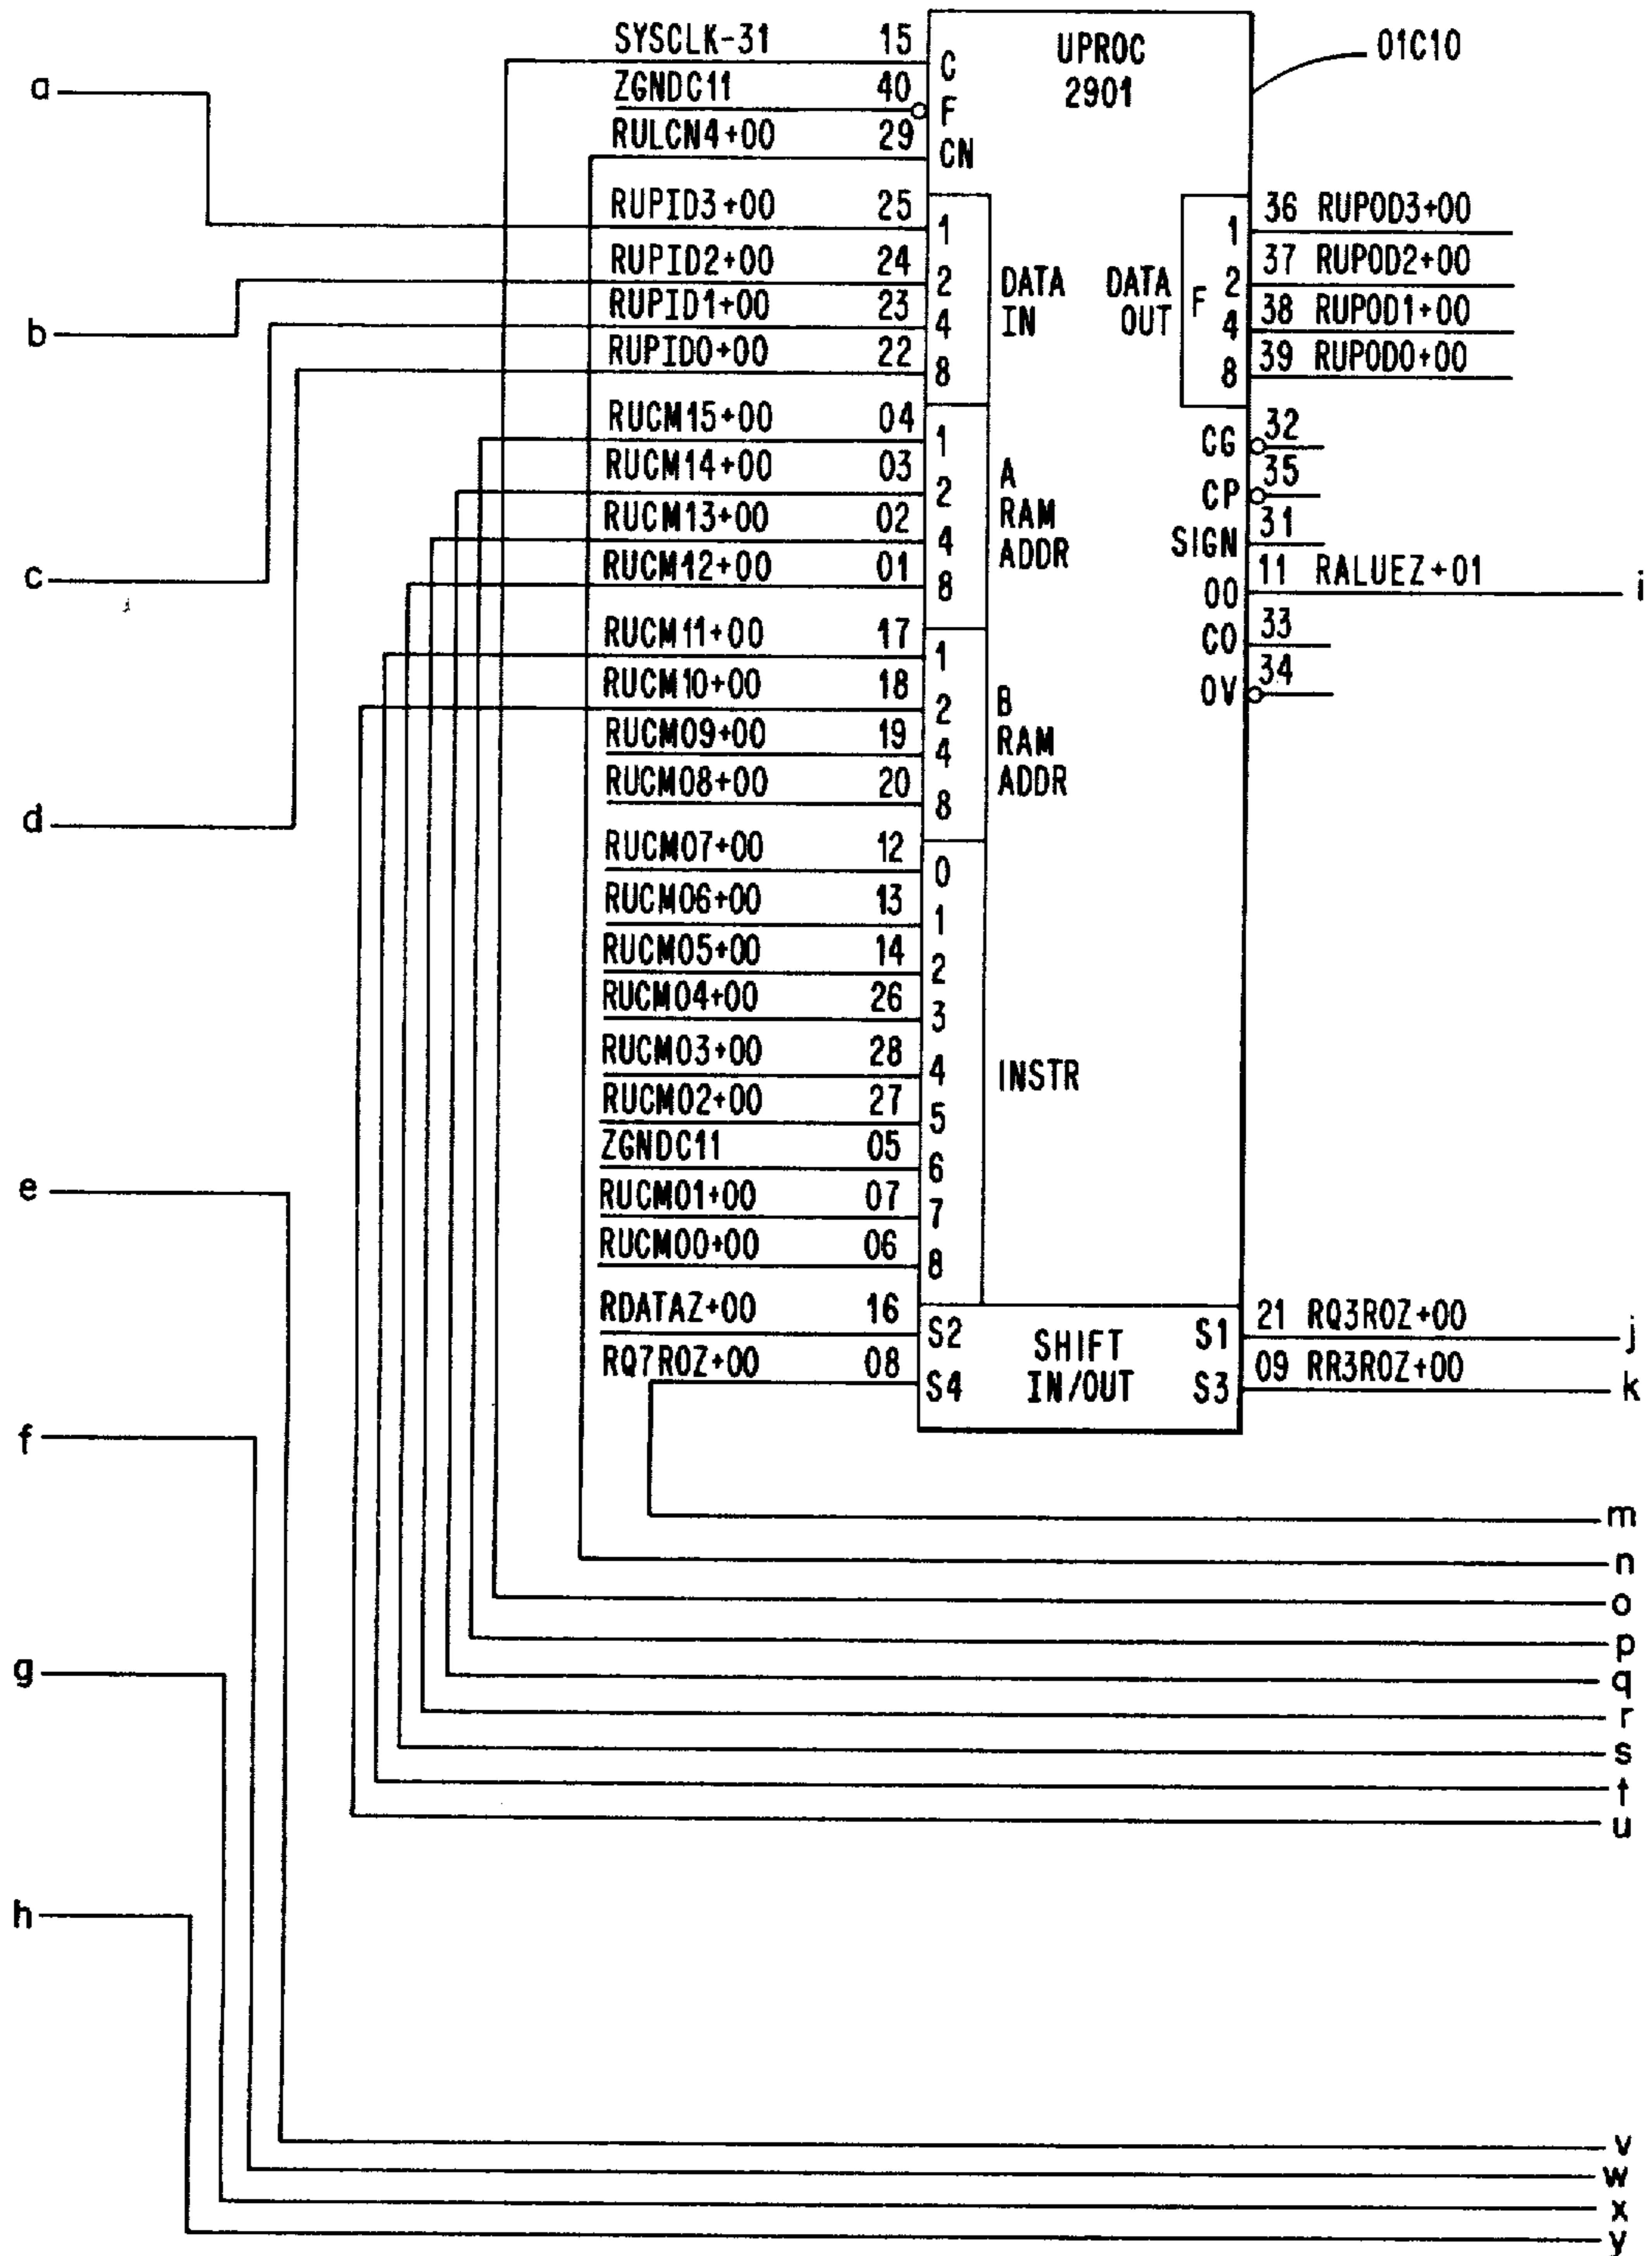 SYSCLK-31 15 C UPROC 01C10
ZGNDC11 40 F 2901
RULCN4+00 29 CN
a
RUPID3+00 25 1 1 36 RUPOD3+00
RUPID2+00 24 2 DATA DATA F 2 37 RUPOD2+00
RUPID1+00 23 4 IN OUT 4 38 RUPOD1+00
b
RUPID0+00 22 8 8 39 RUPOD0+00
RUCM15+00 04 1 CG 32
RUCM14+00 03 2 A CP 35
RUCM13+00 02 4 RAM SIGN 31
c
RUCM12+00 01 8 ADDR OO 11 RALUEZ+01 i
RUCM11+00 17 1 CO 33
RUCM10+00 18 2 B OV 34
RUCM09+00 19 4 RAM
RUCM08+00 20 8 ADDR
d
RUCM07+00 12 0
RUCM06+00 13 1
RUCM05+00 14 2
RUCM04+00 26 3
RUCM03+00 28 4 INSTR
RUCM02+00 27 5
ZGNDC11 05 6
e
RUCM01+00 07 7
RUCM00+00 06 8
RDATAZ+00 16 S2 SHIFT S1 21 RQ3ROZ+00 j
RQ7ROZ+00 08 S4 IN/OUT S3 09 RR3ROZ+00 k
f
m
n
o
p
g
q
r
s
t
u
h
v
w
x
y